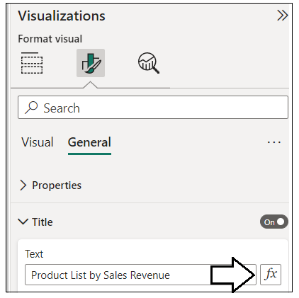 Visualizations
Format visual
Search
Visual General
Properties
Title On
Text
Product List by Sales Revenue fx